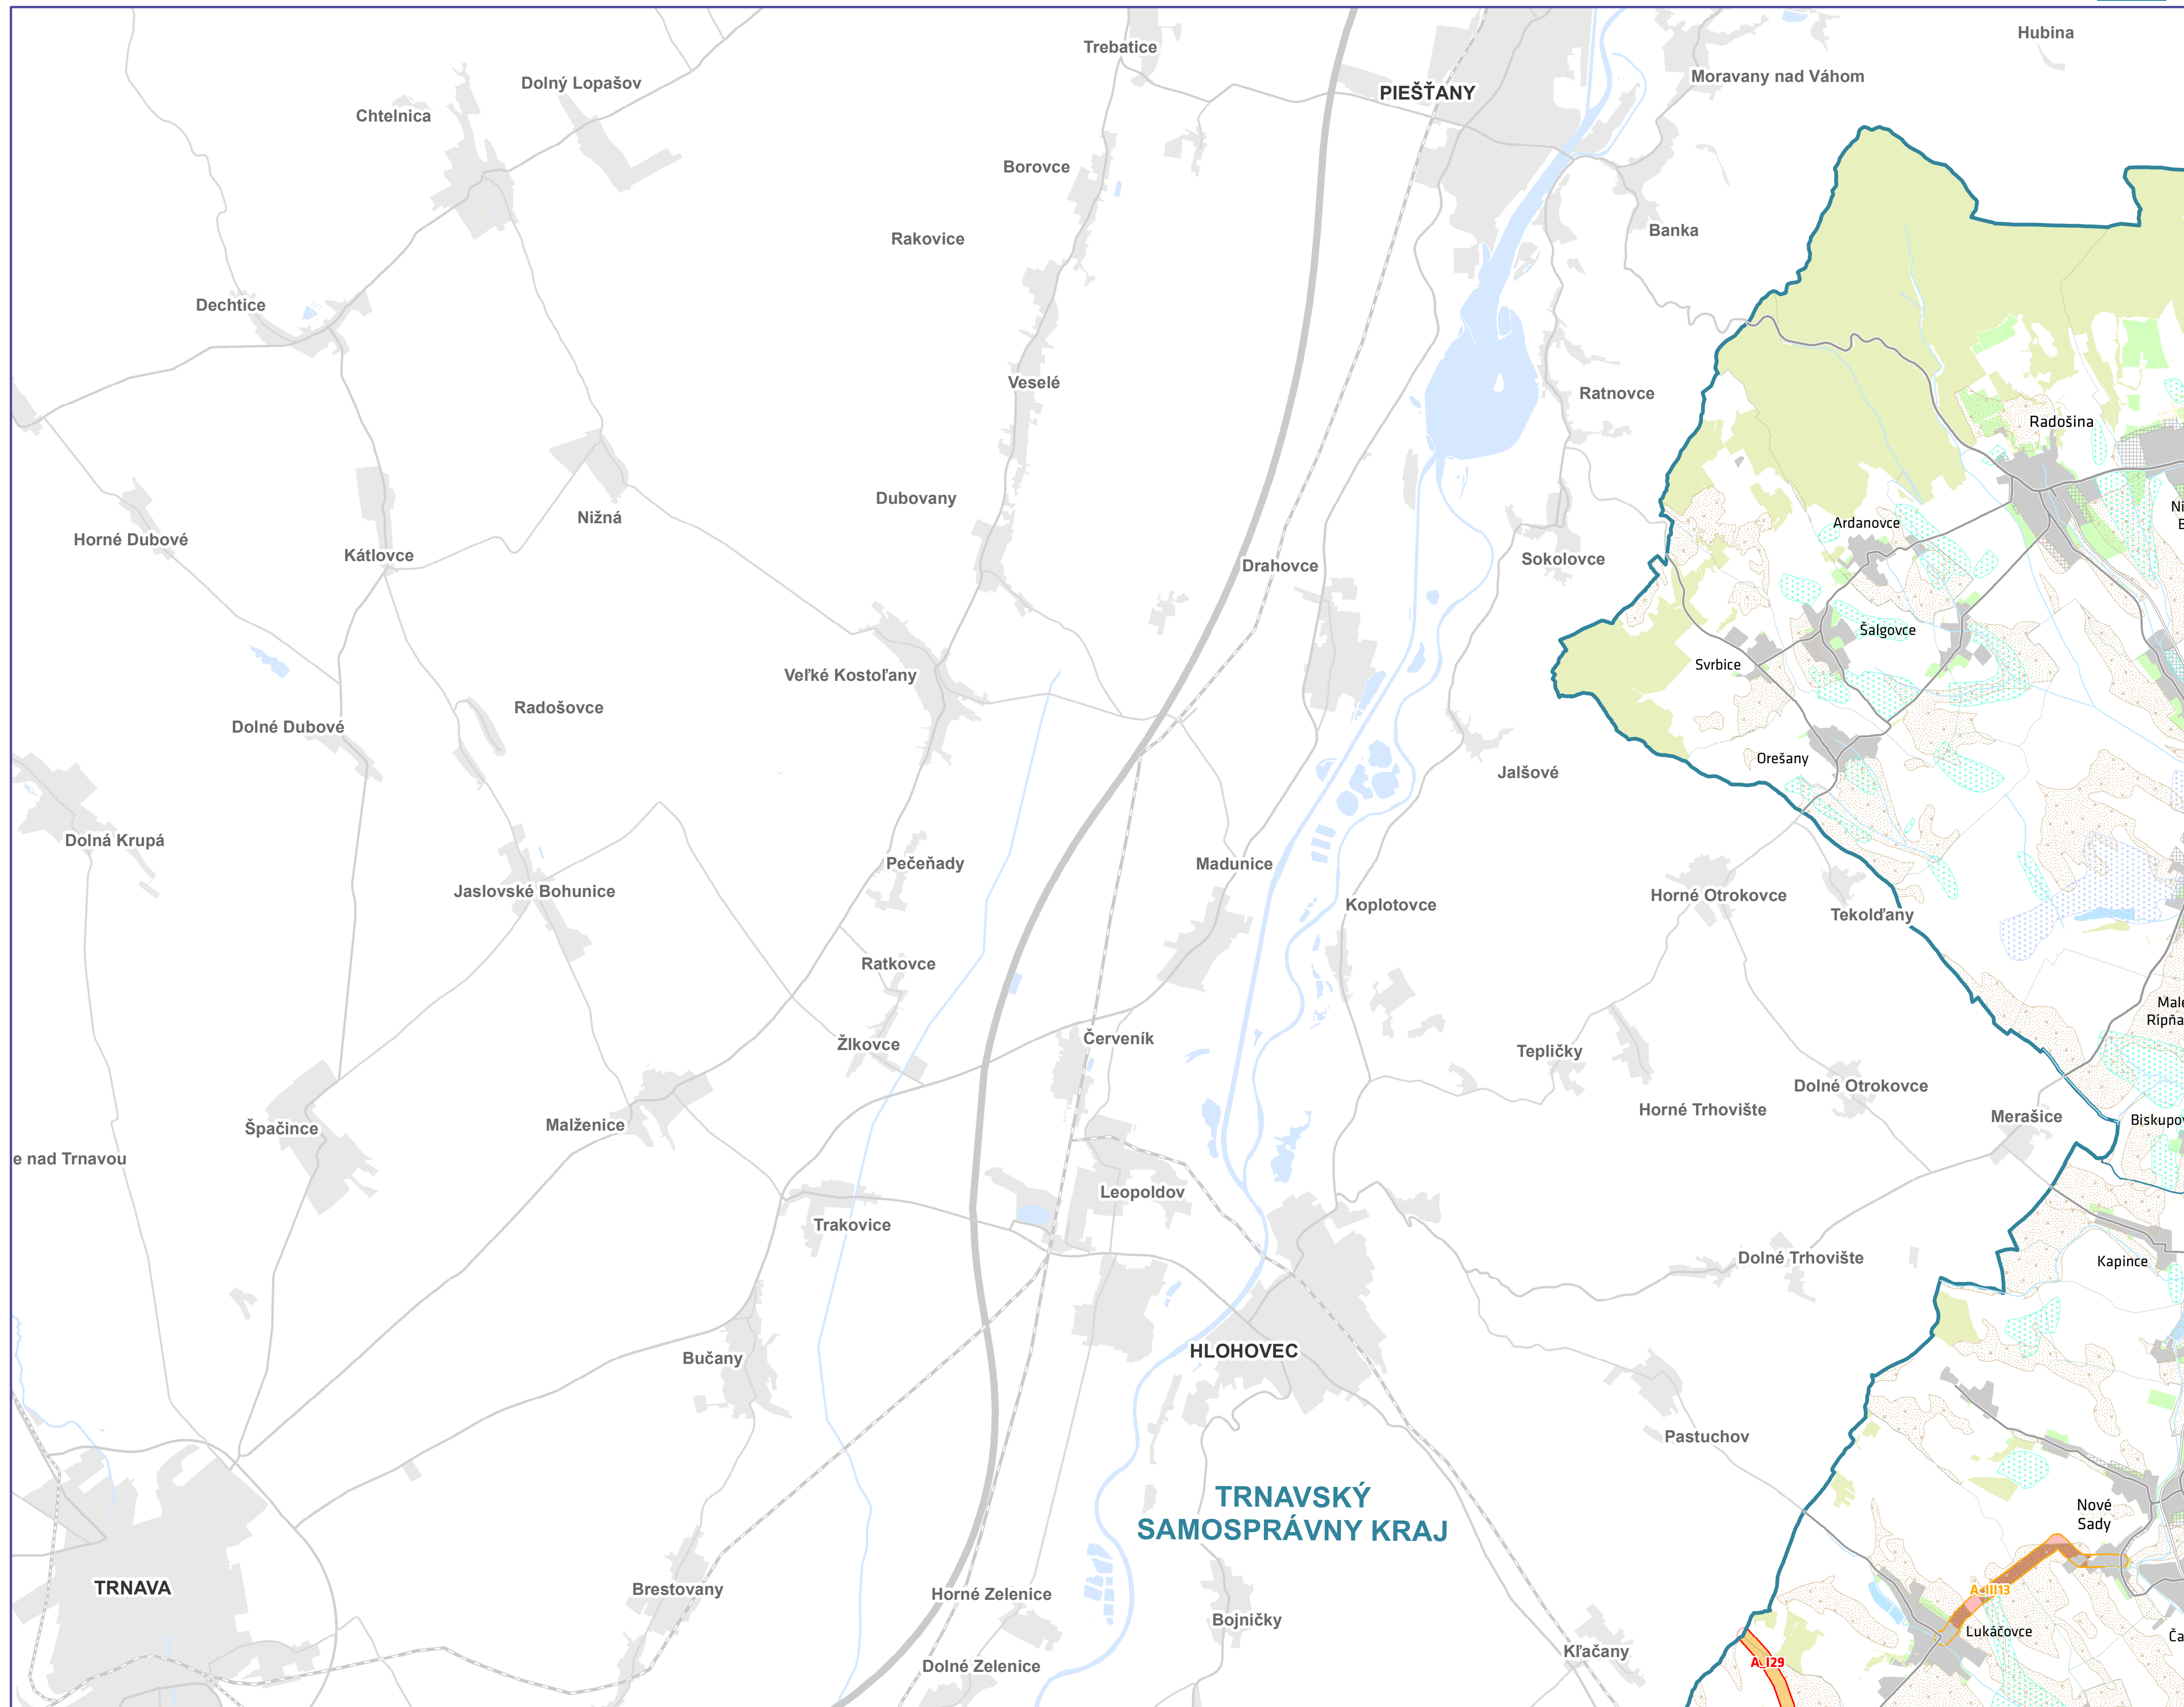 Hubina
Trebatice
Moravany nad Váhom
Dolný Lopašov
PIEŠŤANY
Chtelnica
Borovce
Banka
Rakovice
Dechtice
Veselé
Ratnovce
Radošina
Dubovany
Nižná
Ardanovce
Horné Dubové
Kátlovce
Sokolovce
Drahovce
Šalgovce
Svrbice
Veľké Kostoľany
Radošovce
Dolné Dubové
Orešany
Jalšové
Dolná Krupá
Pečeňady
Madunice
Jaslovské Bohunice
Horné Otrokovce
Koplotovce
Tekolďany
Ratkovce
Červeník
Žlkovce
Tepličky
Dolné Otrokovce
Horné Trhovište
Merašice
Malženice
Špačince
e nad Trnavou
Leopoldov
Trakovice
Dolné Trhovište
Kapince
HLOHOVEC
Bučany
Pastuchov
TRNAVSKÝ
SAMOSPRÁVNY KRAJ
Nové
Sady
TRNAVA
Brestovany
Horné Zelenice
A_III13
Bojničky
Lukáčovce
Kľačany
A_I29
Dolné Zelenice